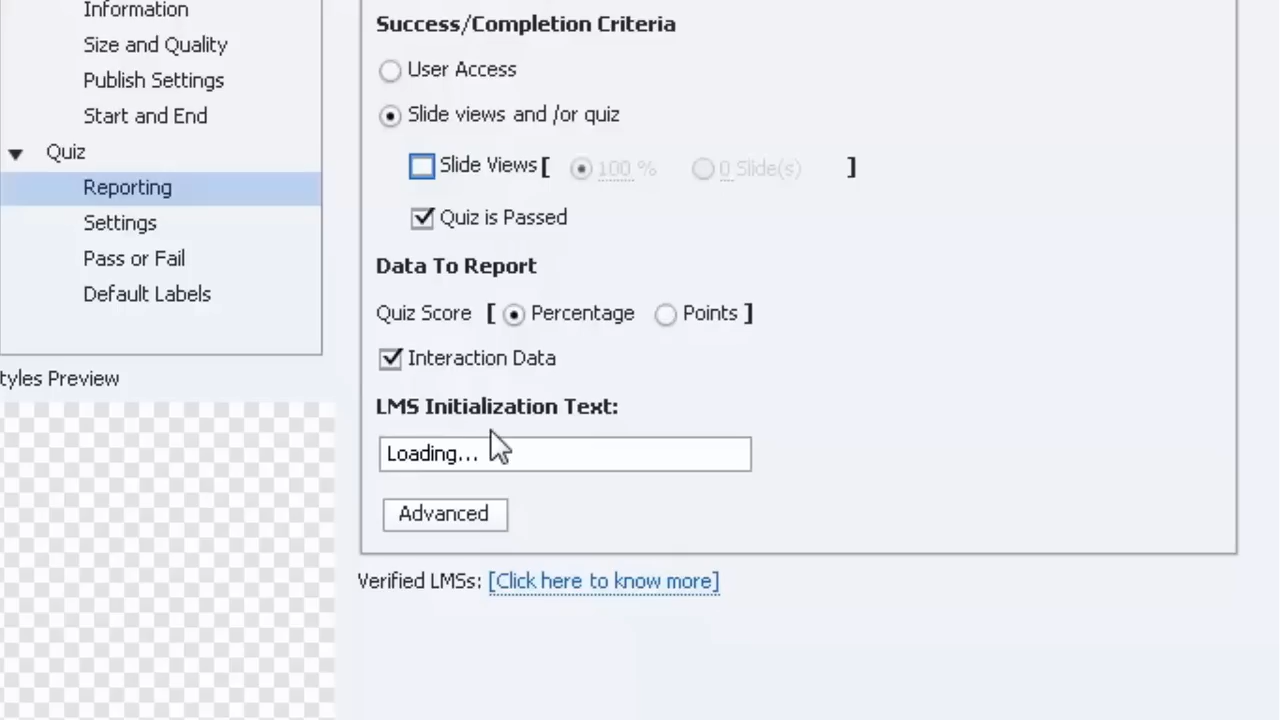 Information
Size and Quality
Publish Settings
Start and End
Quiz
Reporting
Settings
Pass or Fail
Default Labels
tyles Preview
Success/Completion Criteria
User Access
Slide views and /or quiz
Slide Views [ 100 % 0 Slide(s) ]
Quiz is Passed
Data To Report
Quiz Score [ Percentage Points ]
Interaction Data
LMS Initialization Text:
Loading...
Advanced
Verified LMSs: [Click here to know more]